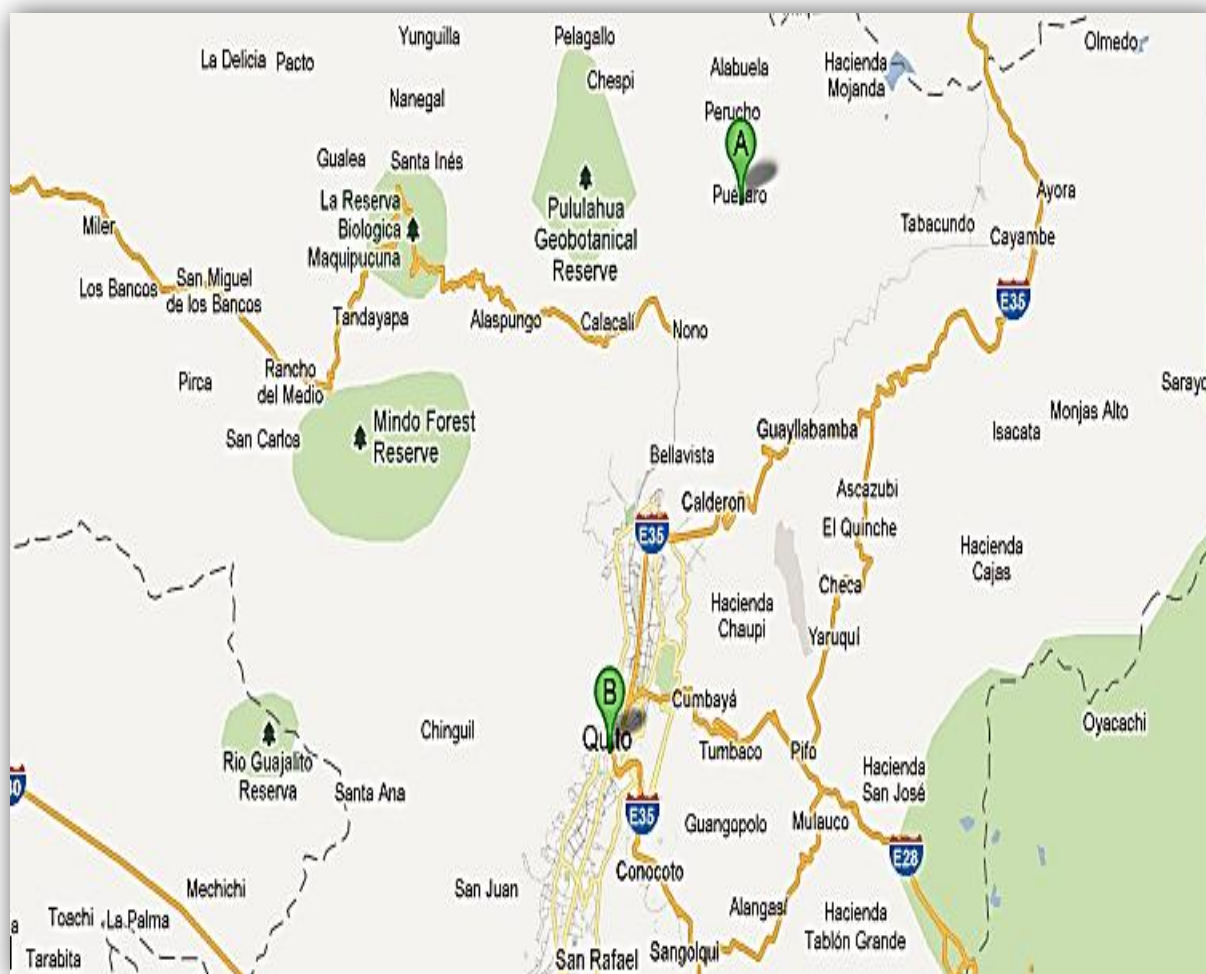 Yunguilla
Pelagallo
La Delicia Pacto
Chespi
Alabuela
Hacienda
Mojanda
Olmedo
Nanegal
Perucho
A
Gualea
Santa Inés
La Reserva
Biologica
Maquipucuna
Pululahua
Geobotanical
Reserve
Ayora
Miler
Tabacundo
Cayambe
Los Bancos
San Miguel
de los Bancos
E35
Tandayapa
Alaspungo
Calacalí
Nono
Pirca
Rancho
del Medio
Mindo Forest
Reserve
San Carlos
Sarayo
Monjas Alto
Isacata
Guayllabamba
Bellavista
Calderon
Ascazubi
El Quinche
E35
Hacienda
Cajas
Checa
Hacienda
Chaupi
Yaruquí
B
Cumbayá
Quito
Chinguil
Tumbaco
Pifo
Oyacachi
Rio Guajalito
Reserva
Santa Ana
Hacienda
San José
E35
Guangopolo
Mulauco
E28
Conocoto
Mechichi
San Juan
Alangasí
Hacienda
Tablón Grande
Toachi
La Palma
Tarabita
San Rafael
Sangolqui